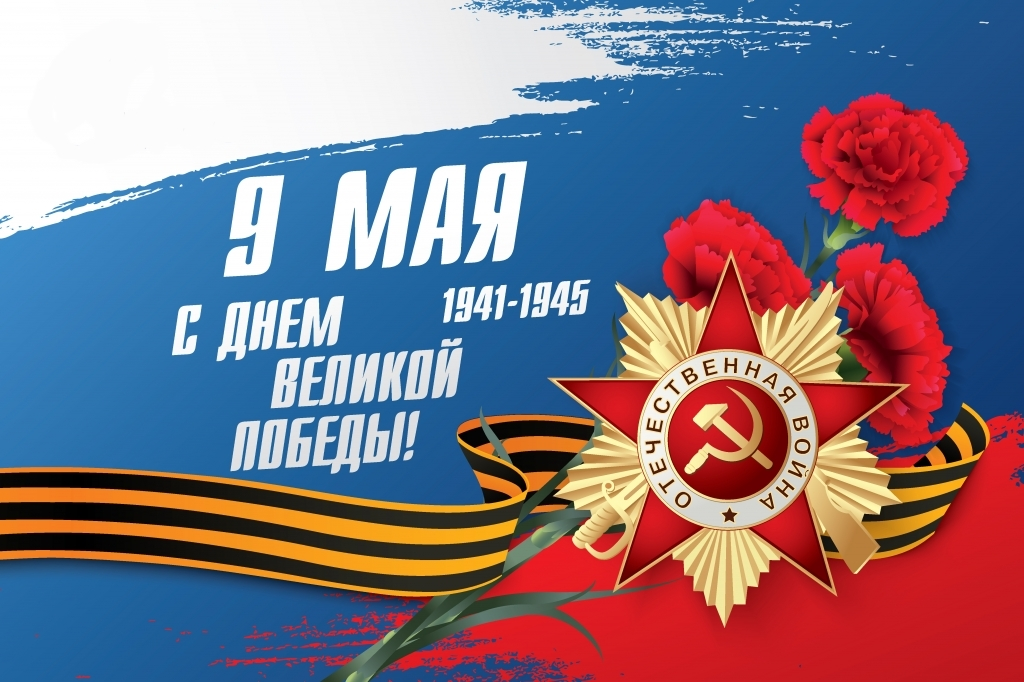 9 МАЯ
1941-1945
С ДНЕМ
ВЕЛИКОЙ
ПОБЕДЫ!
ОТЕЧЕСТВЕННАЯ ВОЙНА